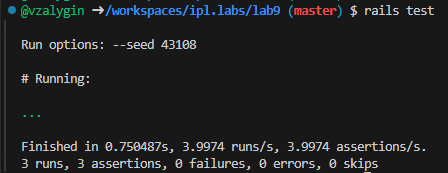 @vzalygin ➜/workspaces/ipl.labs/lab9 (master) $ rails test
Run options: --seed 43108
# Running:
...
Finished in 0.750487s, 3.9974 runs/s, 3.9974 assertions/s.
3 runs, 3 assertions, 0 failures, 0 errors, 0 skips